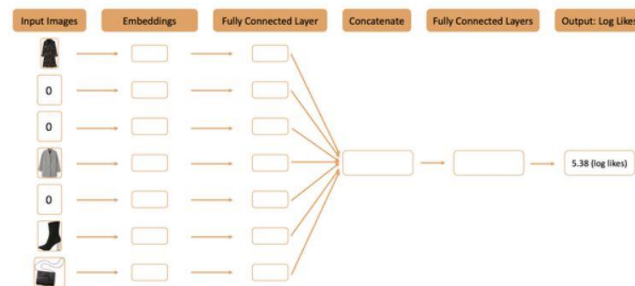 Input Images
Embeddings
Fully Connected Layer
Concatenate
Fully Connected Layers
Output: Log Likes
0
0
5.38 (log likes)
0